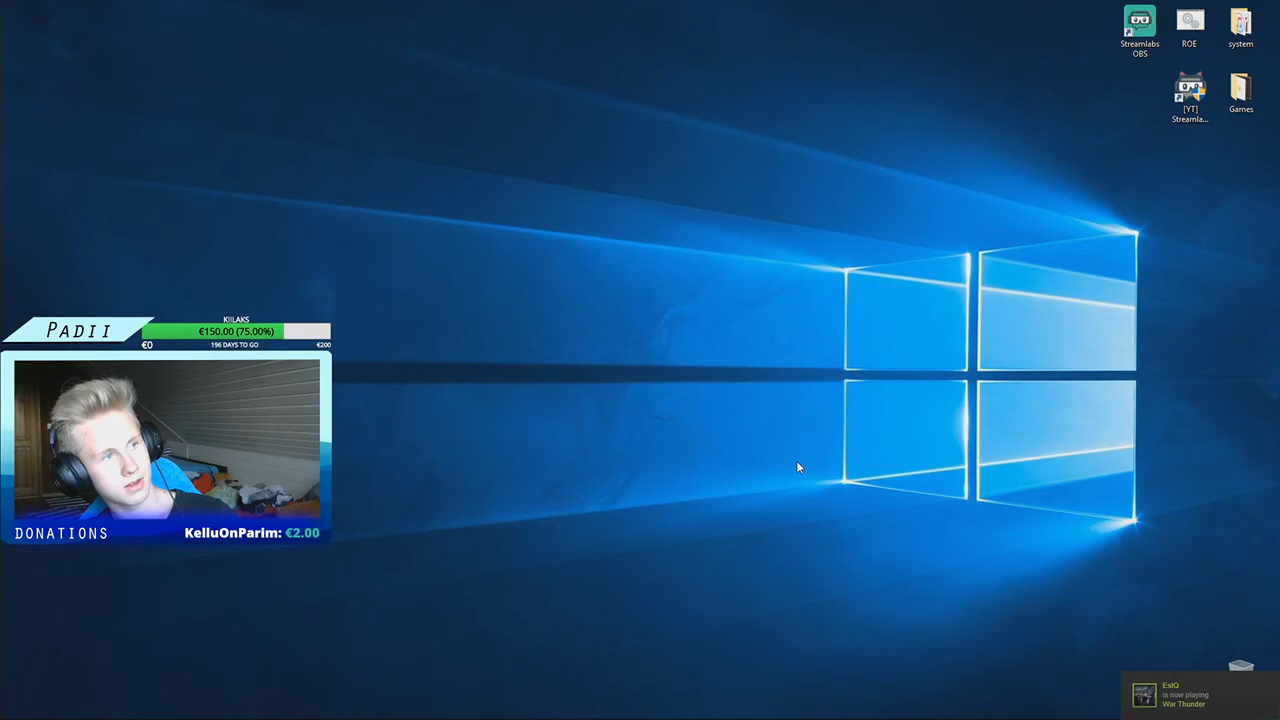 Streamlabs
OBS
ROE
system
[YT]
Streamla...
Games
Padii
KIILAKS
€150.00 (75.00%)
€0
196 DAYS TO GO
€200
DONATIONS
KelluOnParim: €2.00
EstQ
is now playing
War Thunder